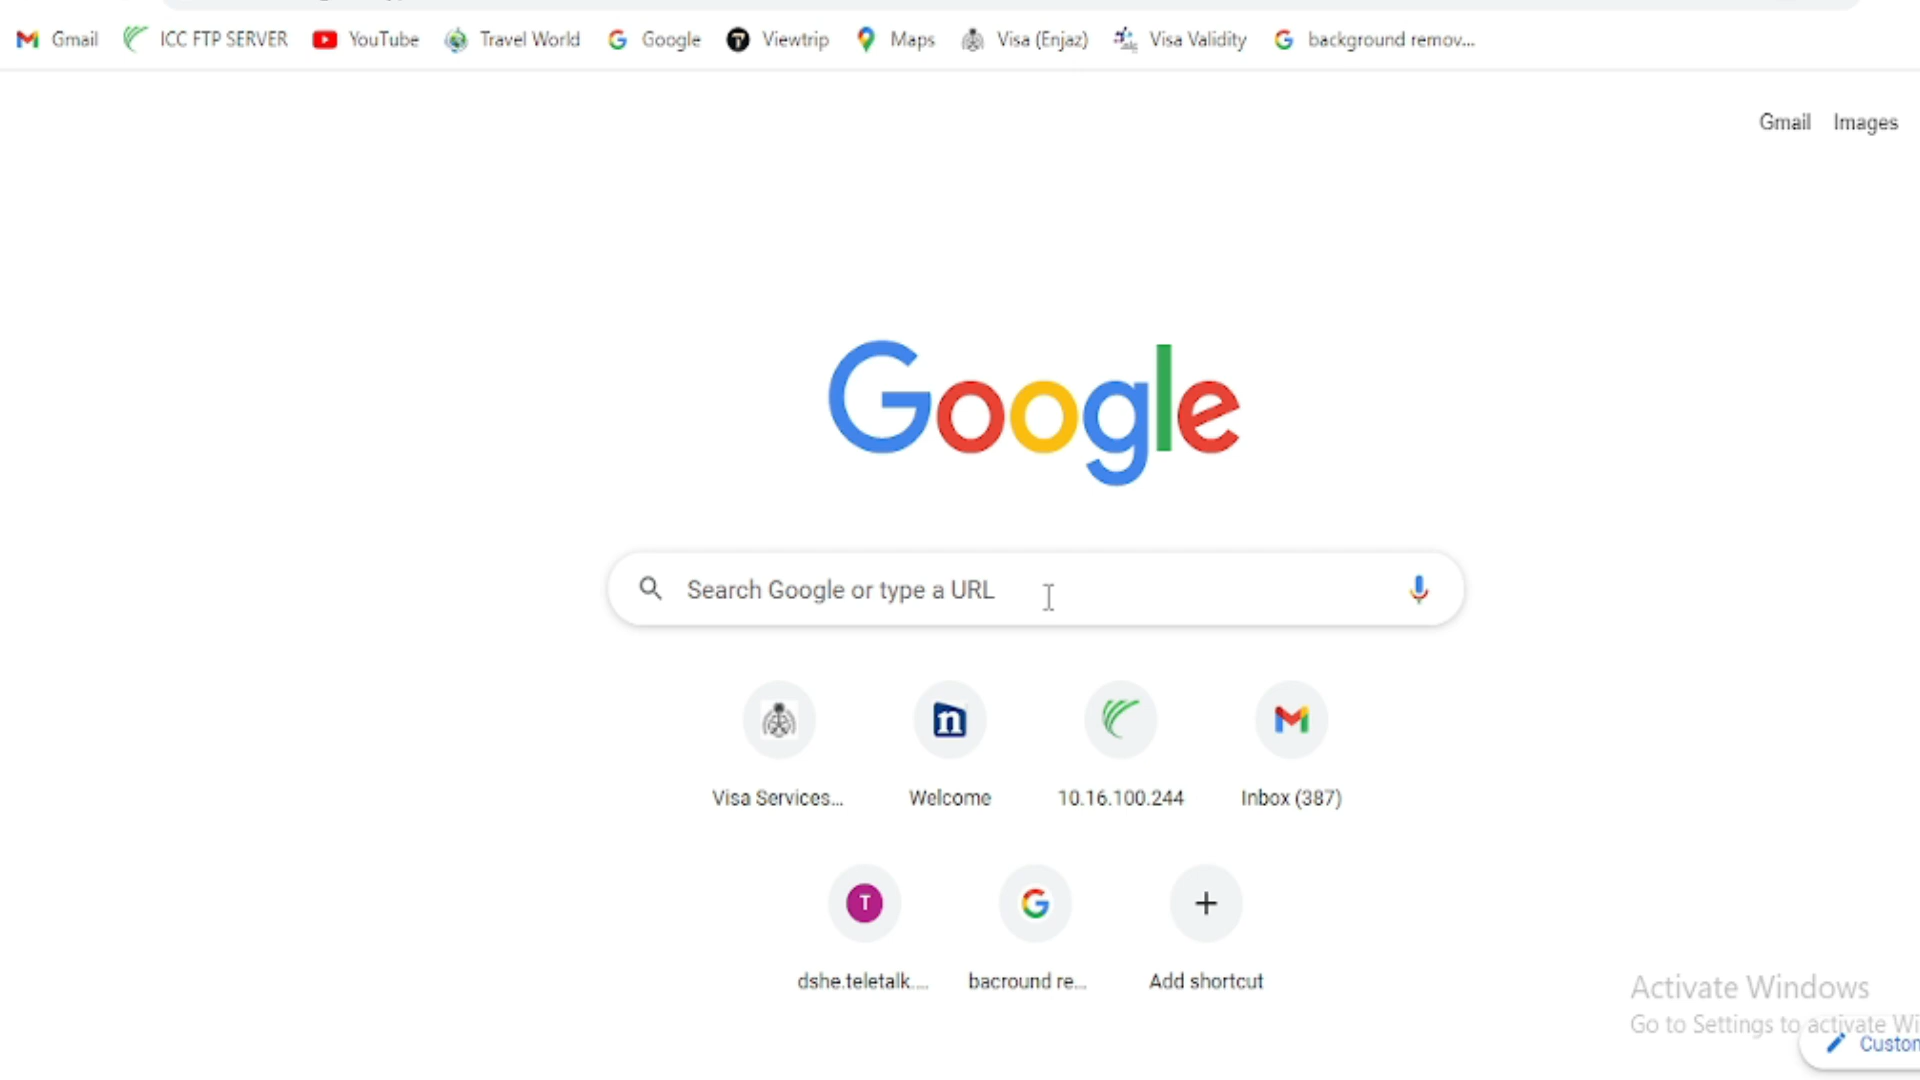 Gmail ICC FTP SERVER YouTube Travel World Google Viewtrip Maps Visa (Enjaz) Visa Validity background remov...
Gmail Images
Google
Search Google or type a URL
Visa Services... Welcome 10.16.100.244 Inbox (387)
T
dshe.teletalk.... bacround re... Add shortcut
Activate Windows
Go to Settings to activate Wi
Custon